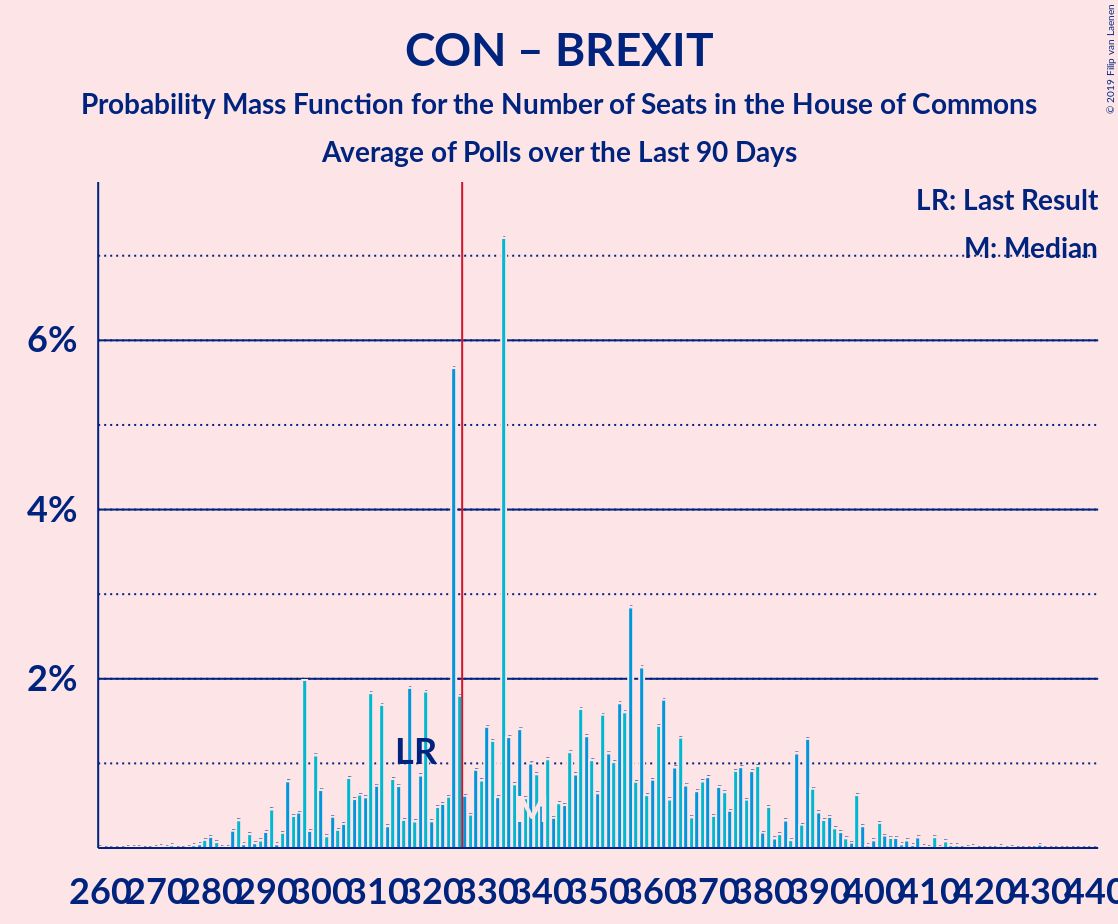 CON – BREXIT
Probability Mass Function for the Number of Seats in the House of Commons
Average of Polls over the Last 90 Days
© 2019 Filip van Laenen
LR: Last Result
M: Median
6%
4%
2%
LR
M
260 270 280 290 300 310 320 330 340 350 360 370 380 390 400 410 420 430 440